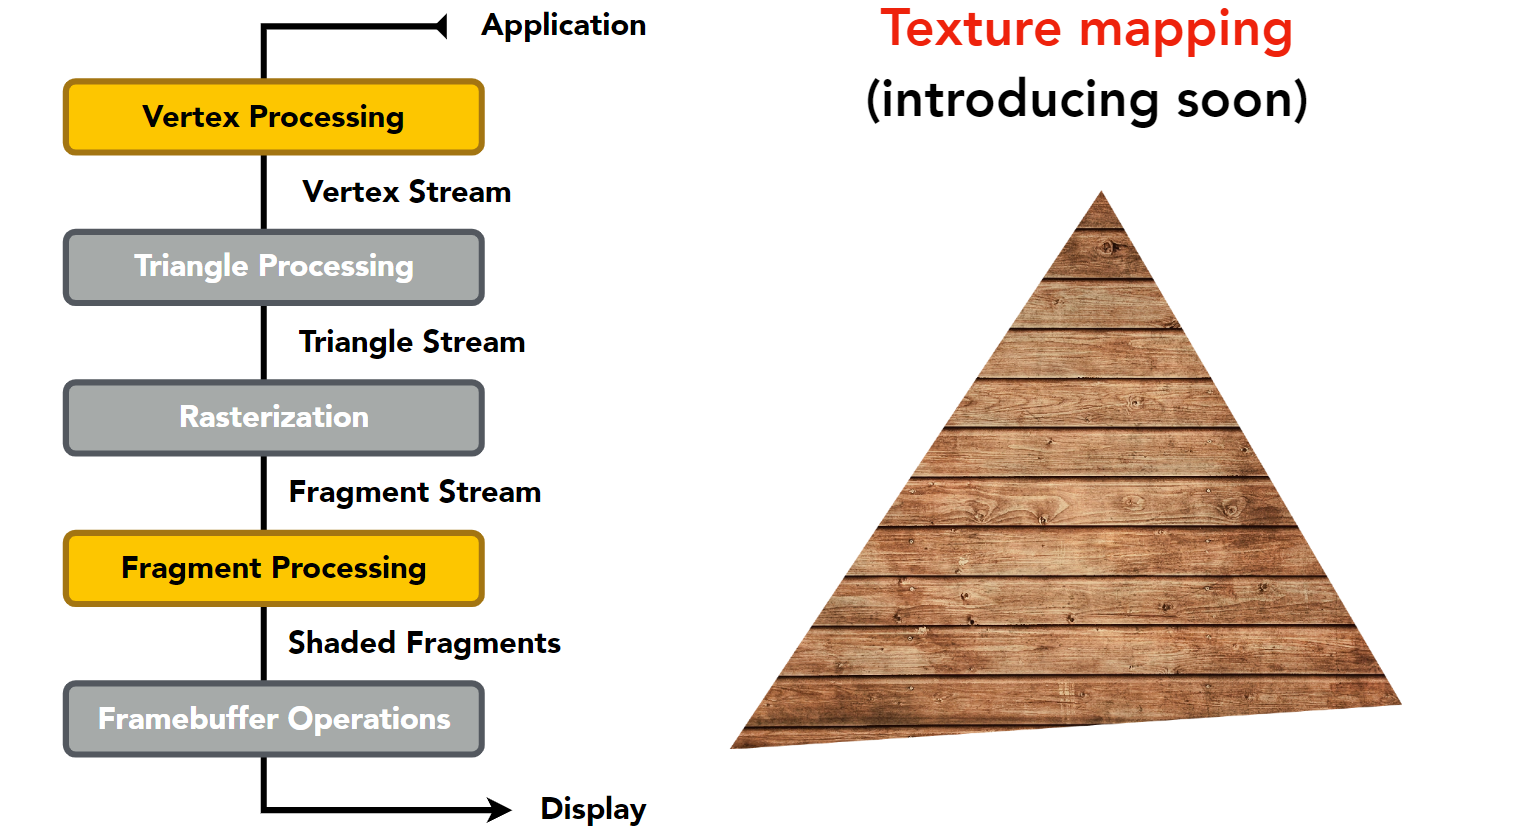 Application
Vertex Processing
Vertex Stream
Triangle Processing
Triangle Stream
Rasterization
Fragment Stream
Fragment Processing
Shaded Fragments
Framebuffer Operations
Display
Texture mapping
(introducing soon)